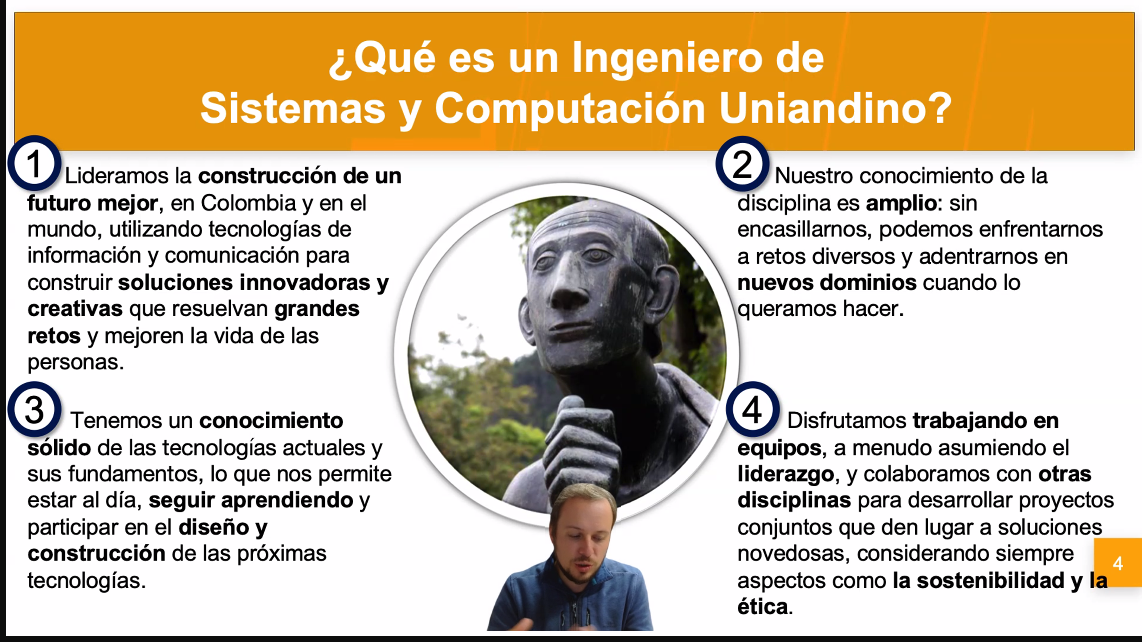 ¿Qué es un Ingeniero de
Sistemas y Computación Uniandino?
1
Lideramos la construcción de un
futuro mejor, en Colombia y en el
mundo, utilizando tecnologías de
información y comunicación para
construir soluciones innovadoras y
creativas que resuelvan grandes
retos y mejoren la vida de las
personas.
2
Nuestro conocimiento de la
disciplina es amplio: sin
encasillarnos, podemos enfrentarnos
a retos diversos y adentrarnos en
nuevos dominios cuando lo
queramos hacer.
3
Tenemos un conocimiento
sólido de las tecnologías actuales y
sus fundamentos, lo que nos permite
estar al día, seguir aprendiendo y
participar en el diseño y
construcción de las próximas
tecnologías.
4
Disfrutamos trabajando en
equipos, a menudo asumiendo el
liderazgo, y colaboramos con otras
disciplinas para desarrollar proyectos
conjuntos que den lugar a soluciones
novedosas, considerando siempre
aspectos como la sostenibilidad y la
ética.
4